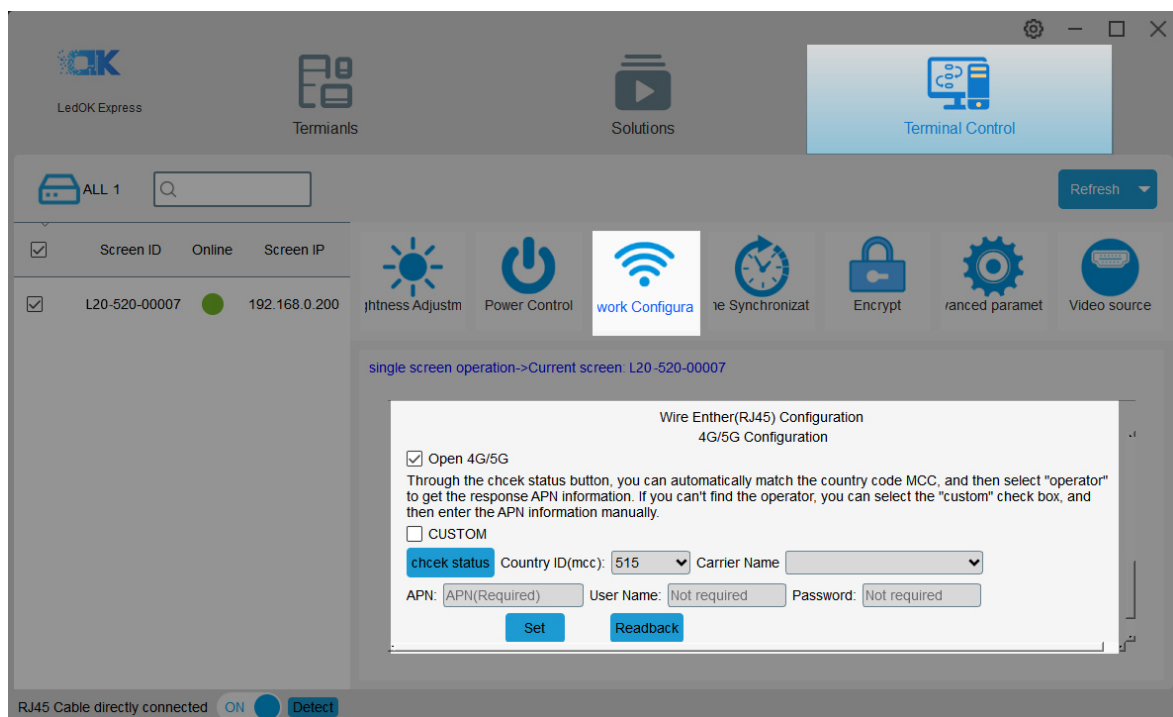 LedOK Express
Termianls
Solutions
Terminal Control
ALL 1
Refresh
Screen ID Online Screen IP
L20-520-00007 192.168.0.200
ghtness Adjustm
Power Control
work Configura
ne Synchronizat
Encrypt
vanced paramet
Video source
single screen operation->Current screen: L20-520-00007
Wire Enther(RJ45) Configuration
4G/5G Configuration
Open 4G/5G
Through the chcek status button, you can automatically match the country code MCC, and then select "operator"
to get the response APN information. If you can't find the operator, you can select the "custom" check box, and
then enter the APN information manually.
CUSTOM
chcek status Country ID(mcc): 515 Carrier Name
APN: APN(Required) User Name: Not required Password: Not required
Set Readback
RJ45 Cable directly connected ON Detect